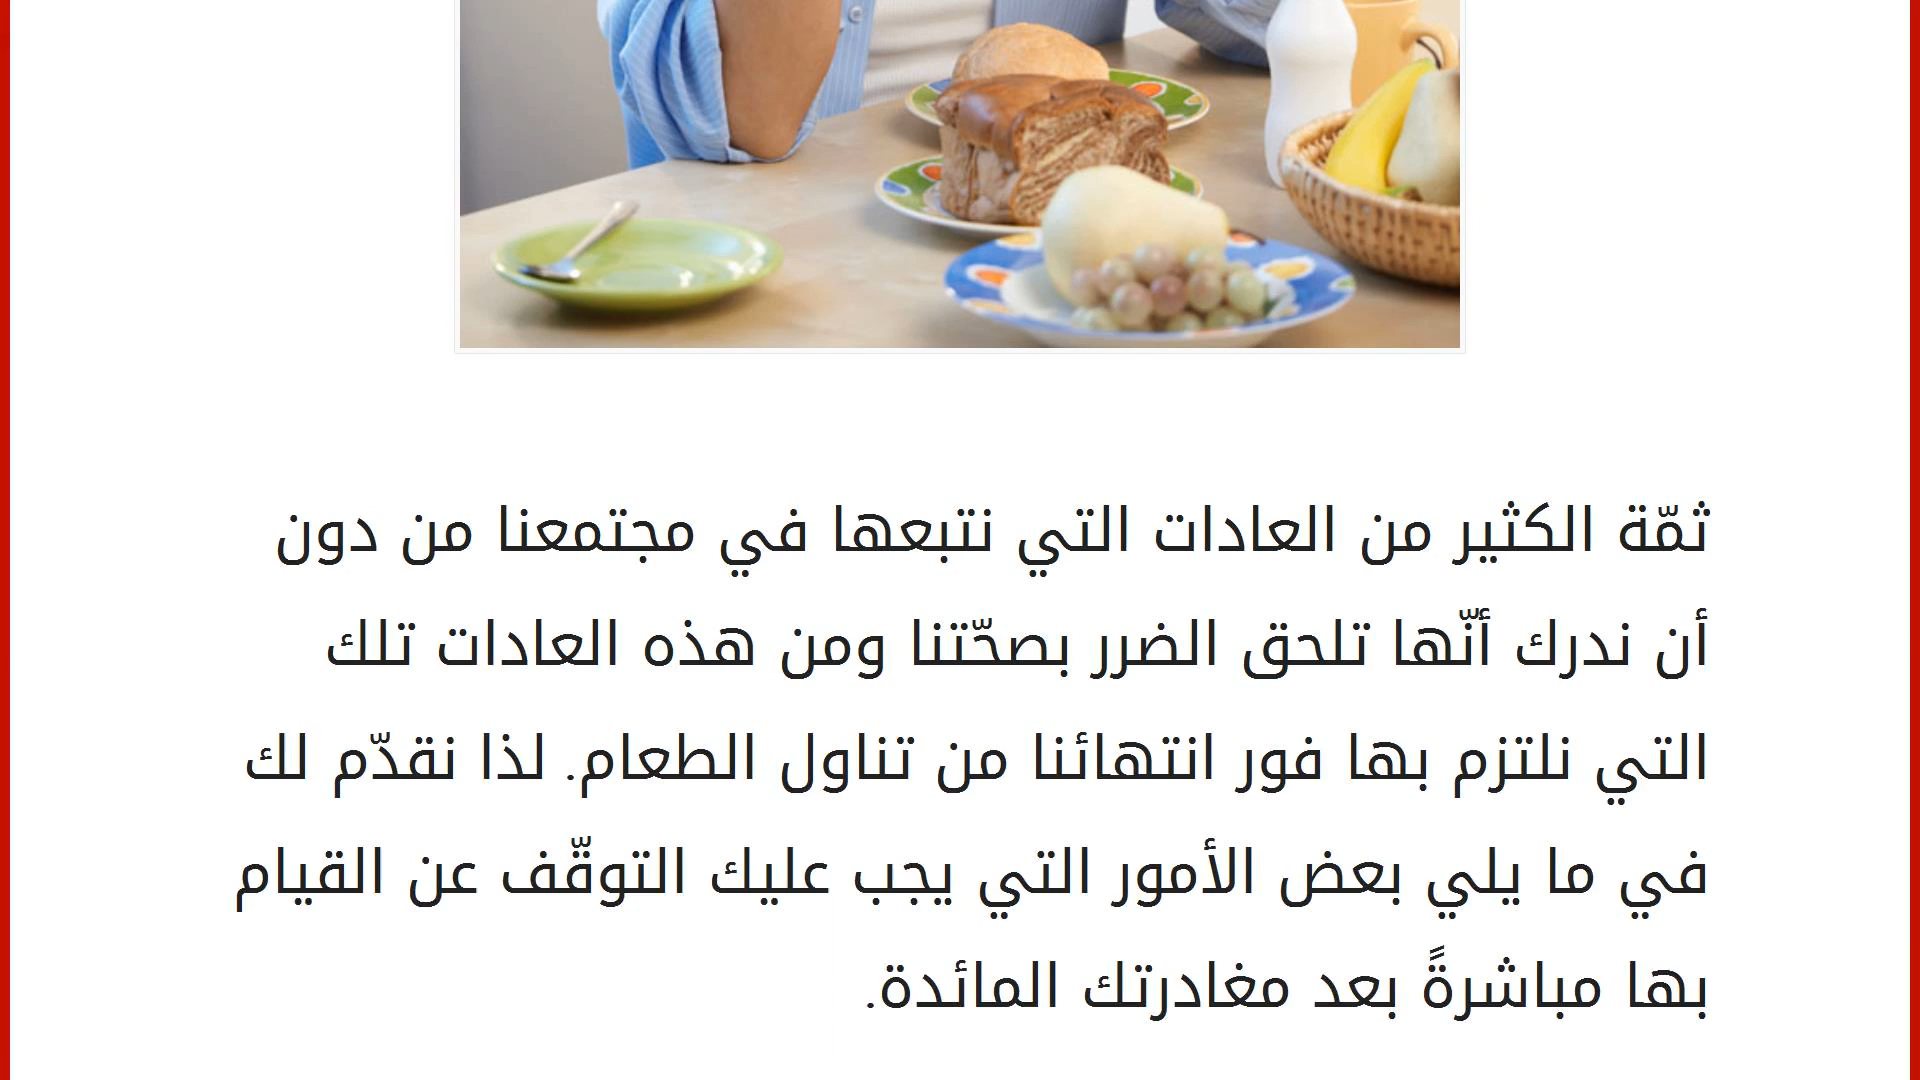 ثمّة الكثير من العادات التي نتبعها في مجتمعنا من دون
أن ندرك أنّها تلحق الضرر بصحّتنا ومن هذه العادات تلك
التي نلتزم بها فور انتهائنا من تناول الطعام. لذا نقدّم لك
في ما يلي بعض الأمور التي يجب عليك التوقّف عن القيام
بها مباشرةً بعد مغادرتك المائدة.